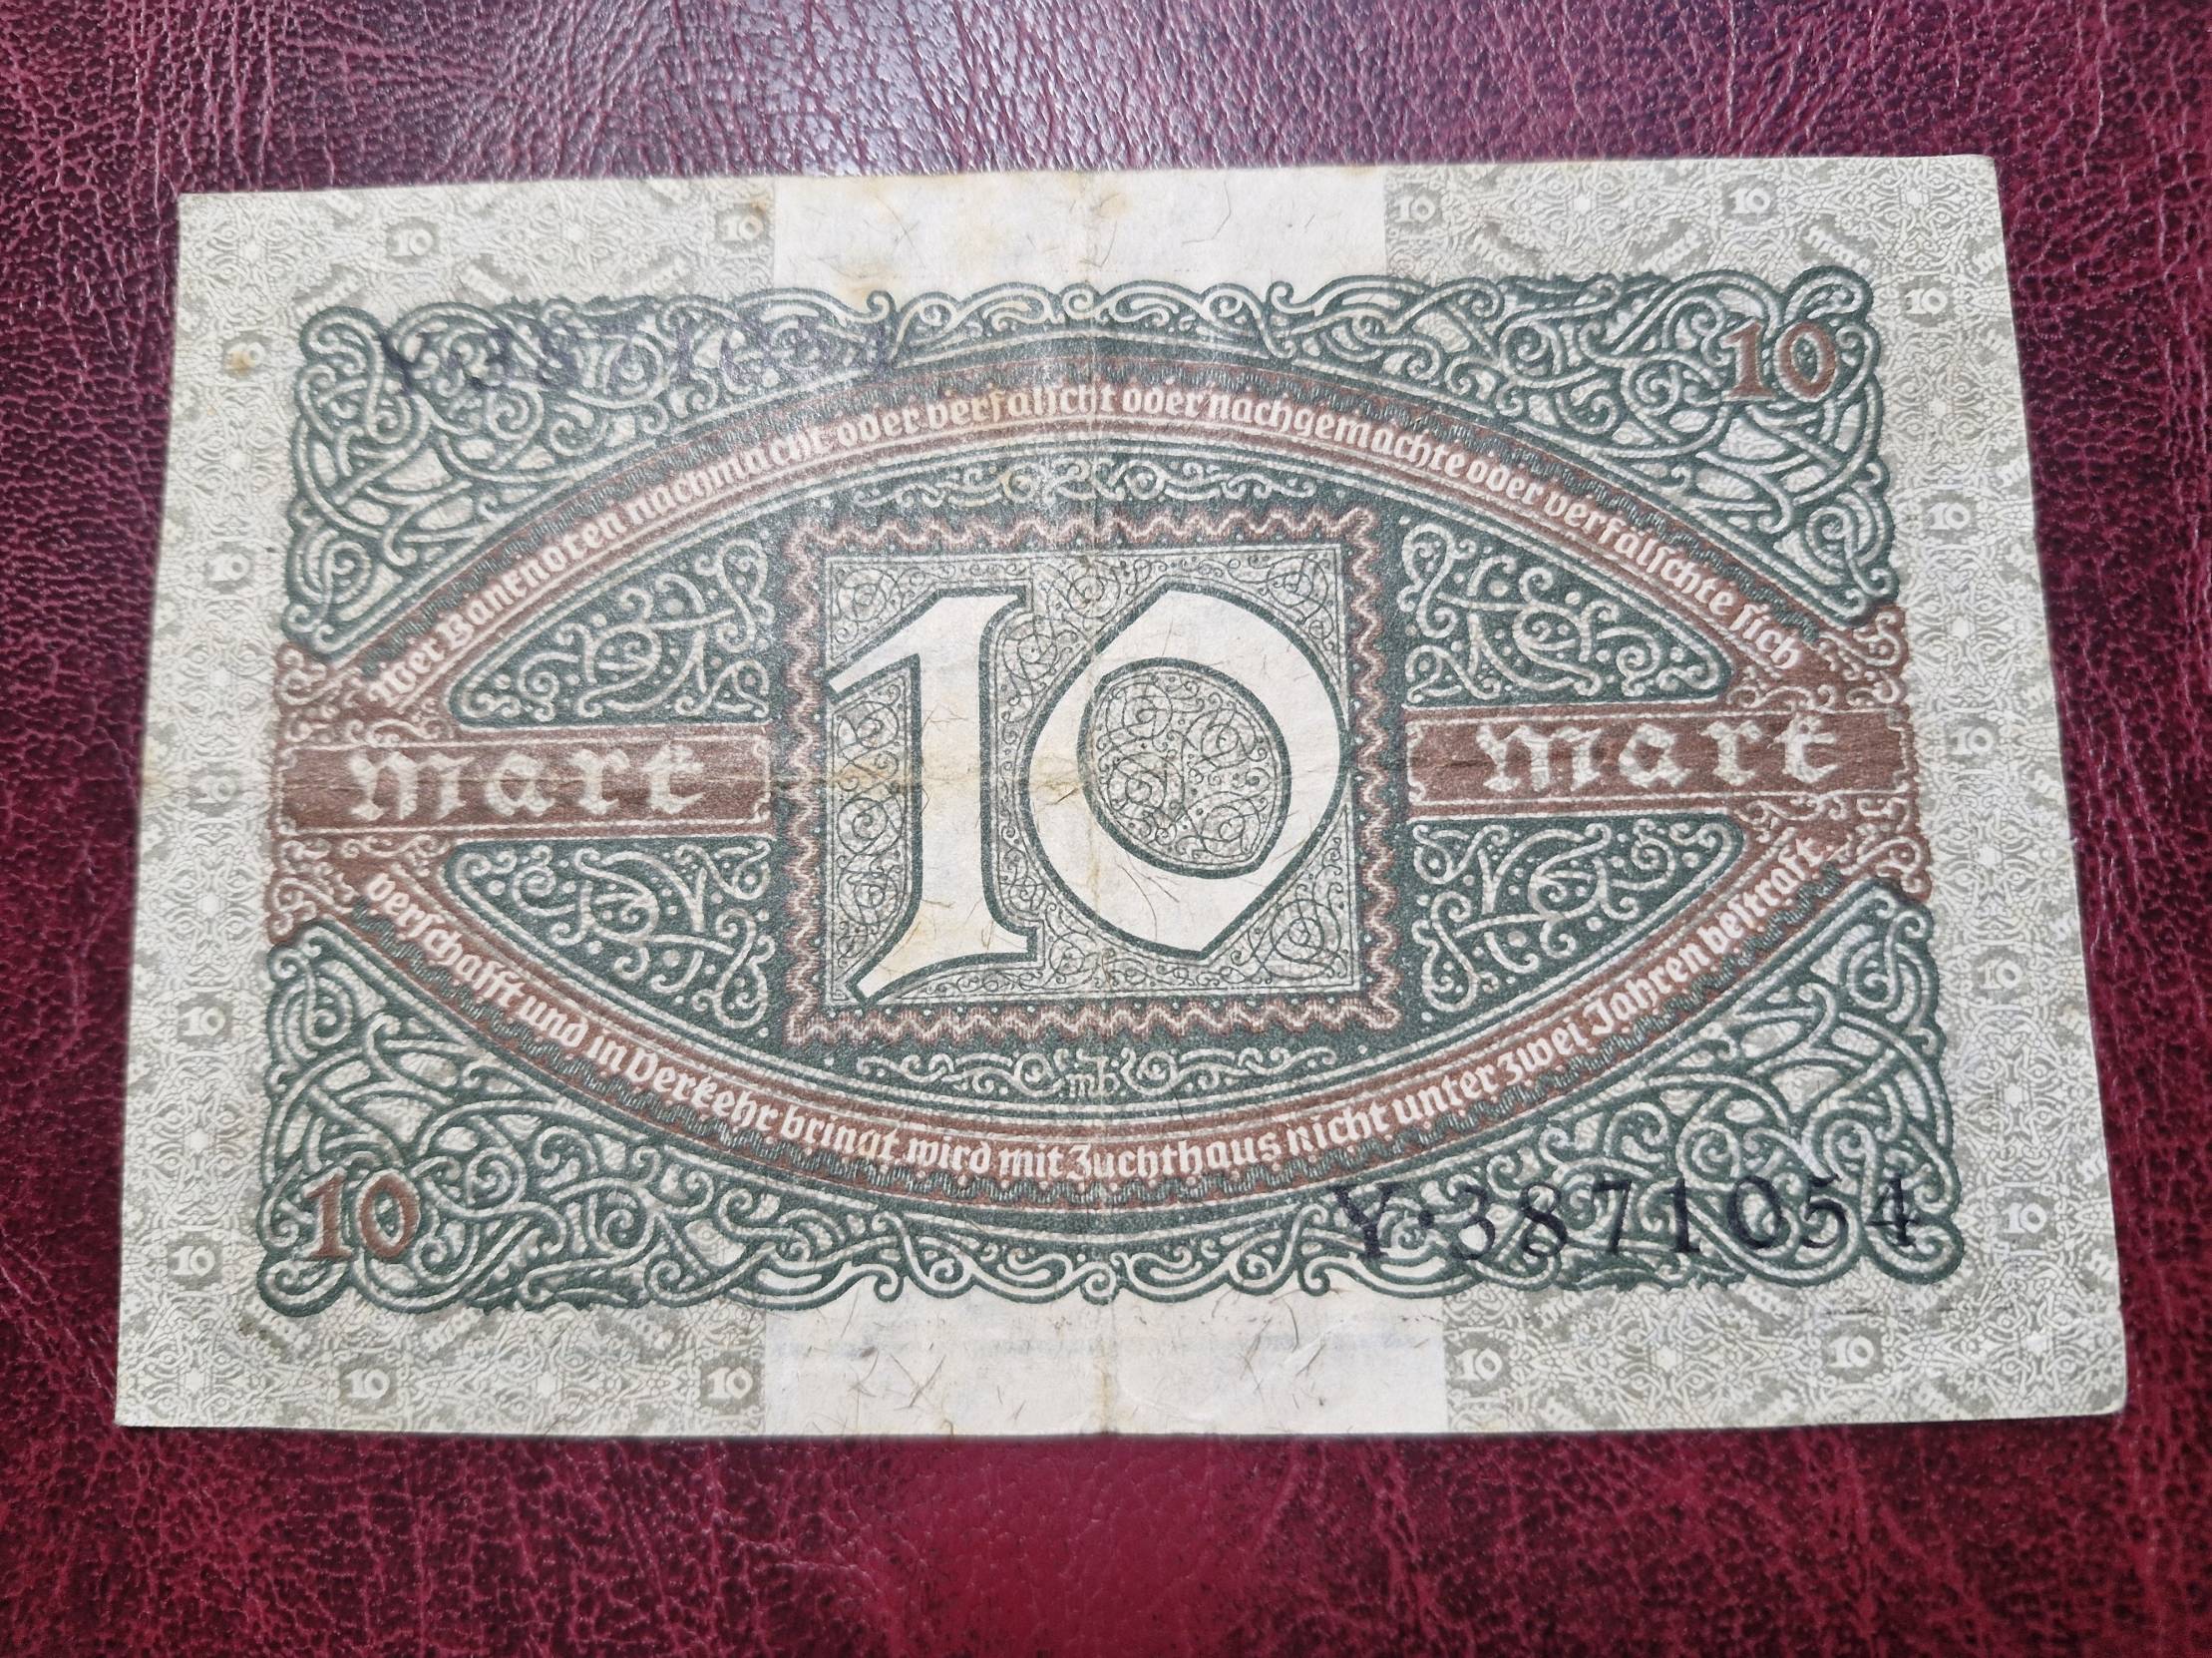 10
wer Banknoten nachmacht oder verfälscht oder nachgemachte oder verfälschte sich
10
Mark
Mark
verschafft und in Verkehr bringt wird mit Zuchthaus nicht unter zwei Jahren bestraft
10
Y·3871054